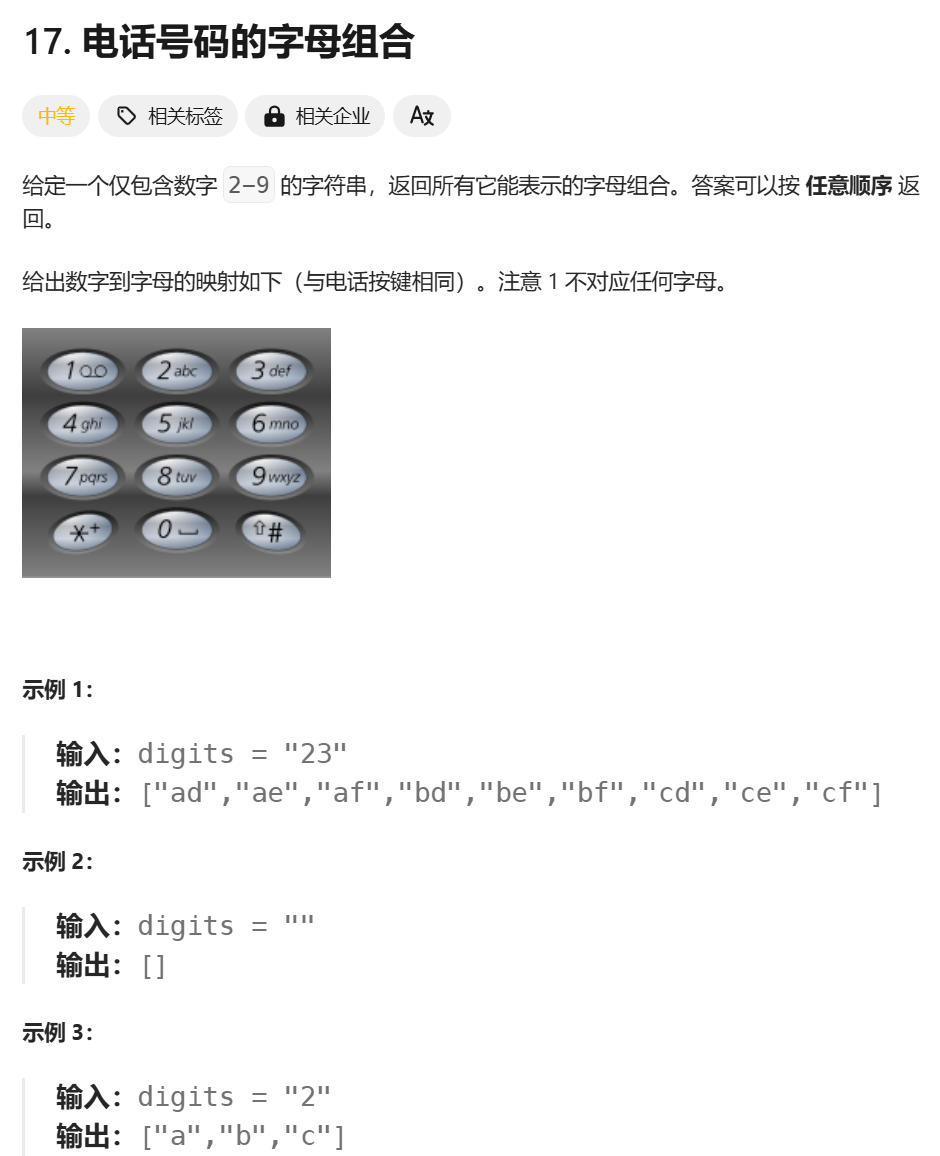 17. 电话号码的字母组合
中等 相关标签 相关企业 A文
给定一个仅包含数字 2-9 的字符串，返回所有它能表示的字母组合。答案可以按 任意顺序 返
回。
给出数字到字母的映射如下（与电话按键相同）。注意 1 不对应任何字母。
1 2 abc 3 def
4 ghi 5 jkl 6 mno
7 pqrs 8 tuv 9 wxyz
*+ 0 #
示例 1：
输入：digits = "23"
输出：["ad","ae","af","bd","be","bf","cd","ce","cf"]
示例 2：
输入：digits = ""
输出：[]
示例 3：
输入：digits = "2"
输出：["a","b","c"]